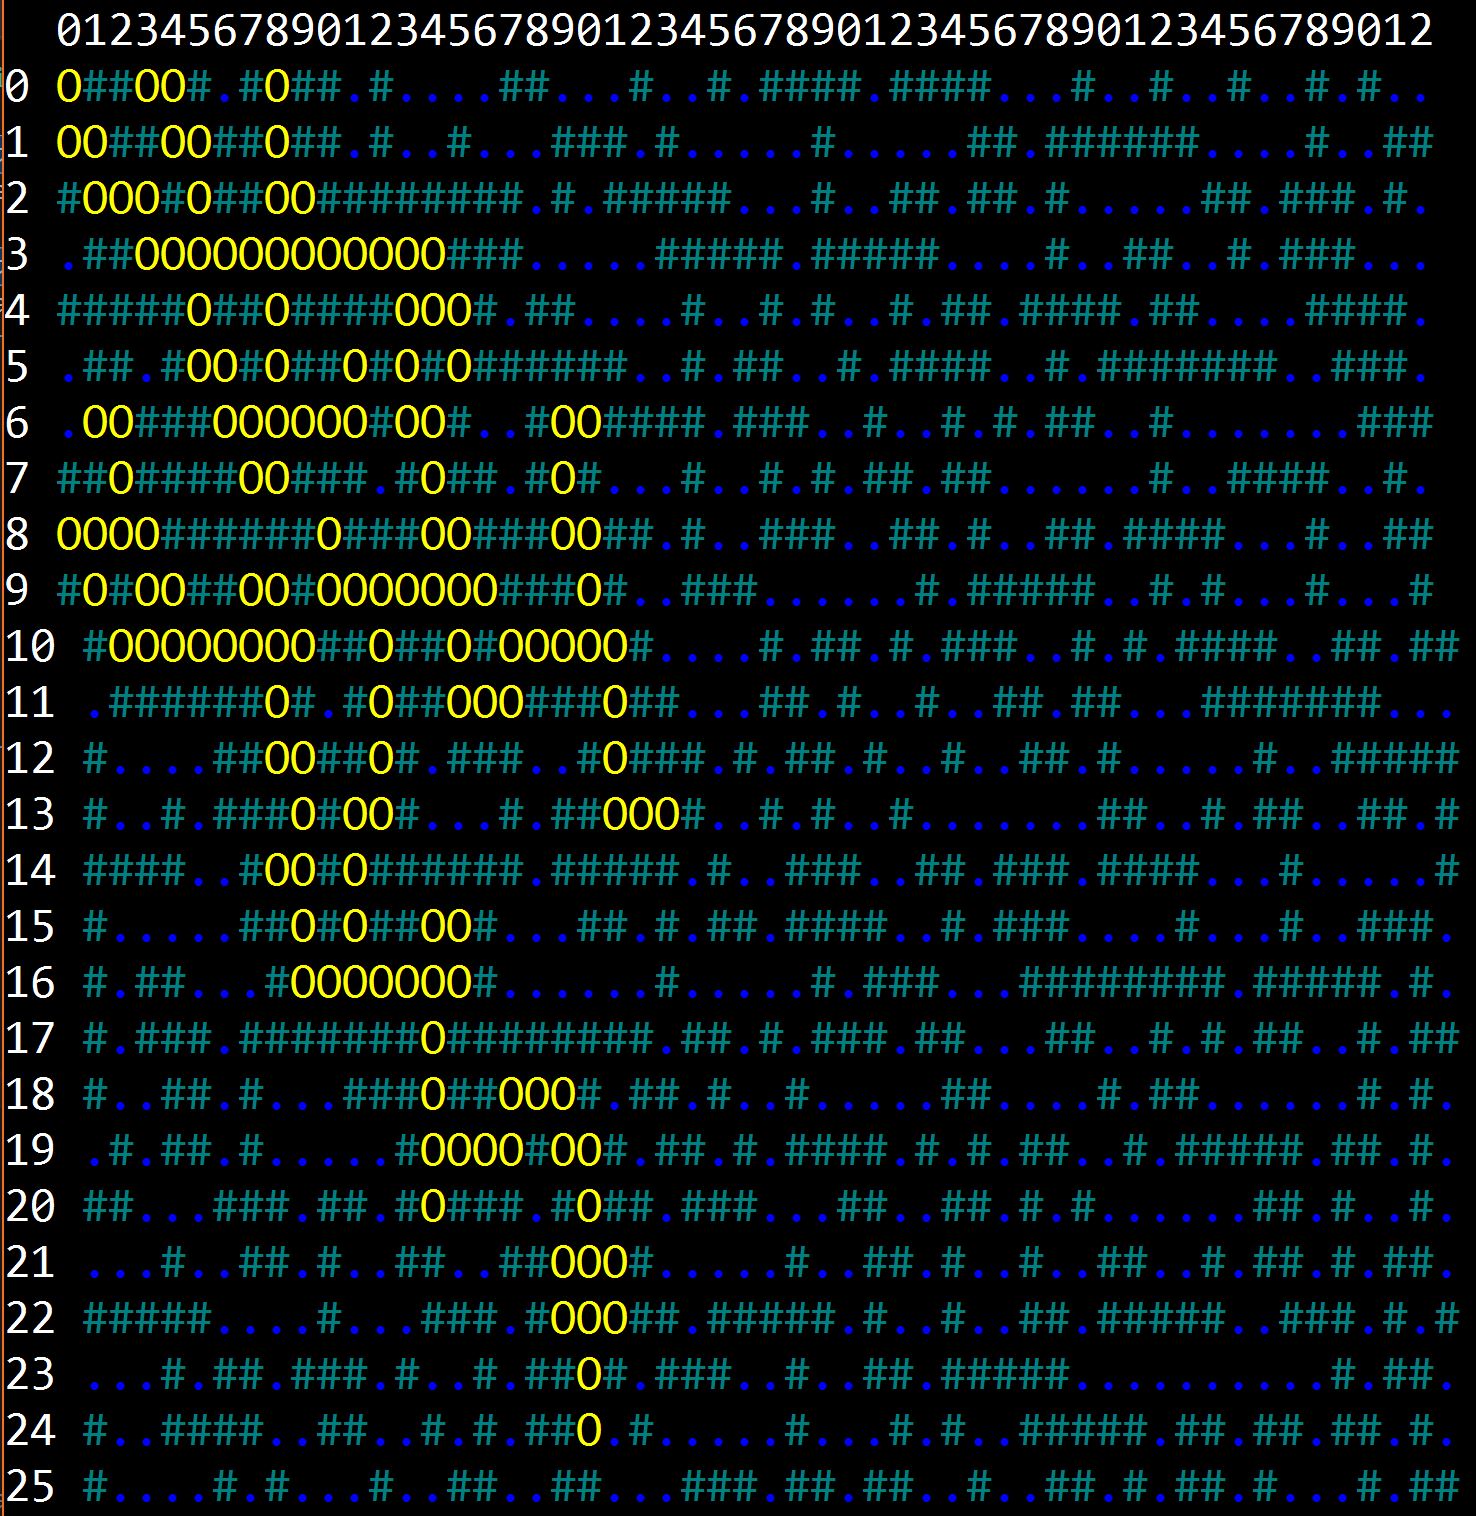 01234567890123456789012345678901234567890123456789012
0 O##OO#.#O##.#....##...#..#.####.####...#..#..#..#.#..
1 OO##OO##O##.#..#...###.#.....#.....##.######....#..##
2 #OOO#O##OO########.#.#####...#..##.##.#.....##.###.#.
3 .##OOOOOOOOOOOO###.....#####.#####....#..##..#.###...
4 #####O##O####OOO#.##....#..#.#..#.##.####.##....####.
5 .##.#OO#O##O#O#O######..#.##..#.####..#.#######..###.
6 .OO###OOOOOO#OO#..#OO####.###..#..#.#.##..#.......###
7 ##O####OO###.#O##.#O#...#..#.#.##.##......#..####..#.
8 OOOO######O###OO###OO##.#..###..##.#..##.####...#..##
9 #O#OO##OO#OOOOOOO###O#..###......#.#####..#.#...#...#
10 #OOOOOOOO##O##O#OOOOO#....#.##.#.###..#.#.####..##.##
11 .######O#.#O##OOO###O##...##.#..#..##.##...#######...
12 #....##OO##O#.###..#O###.#.##.#..#..##.#.....#..#####
13 #..#.###O#OO#...#.##OOO#..#.#..#.......##..#.##..##.#
14 ####..#OO#O######.#####.#..###..##.###.####...#.....#
15 #.....##O#O##OO#...##.#.##.####..#.###....#...#..###.
16 #.##...#OOOOOOO#......#.....#.###...########.#####.#.
17 #.###.#######O########.##.#.###.##...##..#.#.##..#.##
18 #..##.#...###O##OOO#.##.#..#.....##....#.##......#.#.
19 .#.##.#.....#OOOO#OO#.##.#.####.#.#.##..#.#####.##.#.
20 ##...###.##.#O###.#O##.###...##..##.#.#......##.#..#.
21 ...#..##.#..##..##OOO#.....#..##.#..#..##..#.##.#.##.
22 #####....#...###.#OOO##.#####.#..#..##.#####..###.#.#
23 ...#.##.###.#..#.##O#.###..#..##.#####..........#.##.
24 #..####..##..#.#.##O.#.....#...#.#..#####.##.##.##.#.
25 #....#.#...#..##..##...###.##.##..#..##.#.##.#...#.##